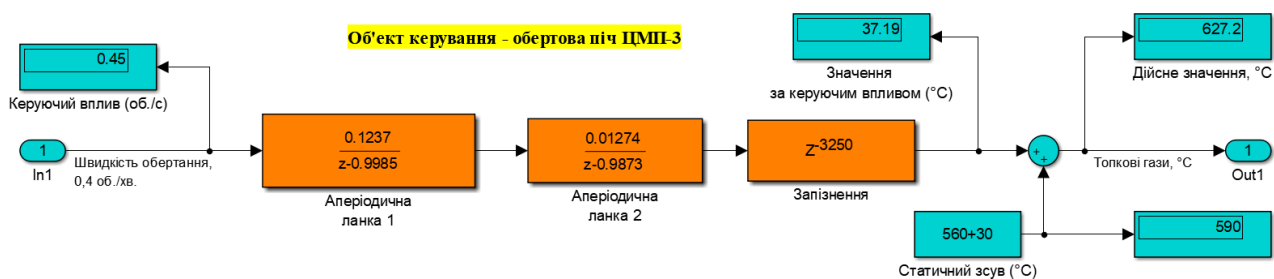 Об'ект керування - обертова піч ЦМП-3
0.45
Керуючий вплив (об./с)
37.19
Значення
за керуючим впливом (°С)
627.2
Дійсне значення, °С
1
In1
Швидкість обертання,
0,4 об./хв.
0.1237
z-0.9985
Аперіодична
ланка 1
0.01274
z-0.9873
Аперіодична
ланка 2
z-3250
Запізнення
+
+
Топкові гази, °С
1
Out1
560+30
Статичний зсув (°С)
590